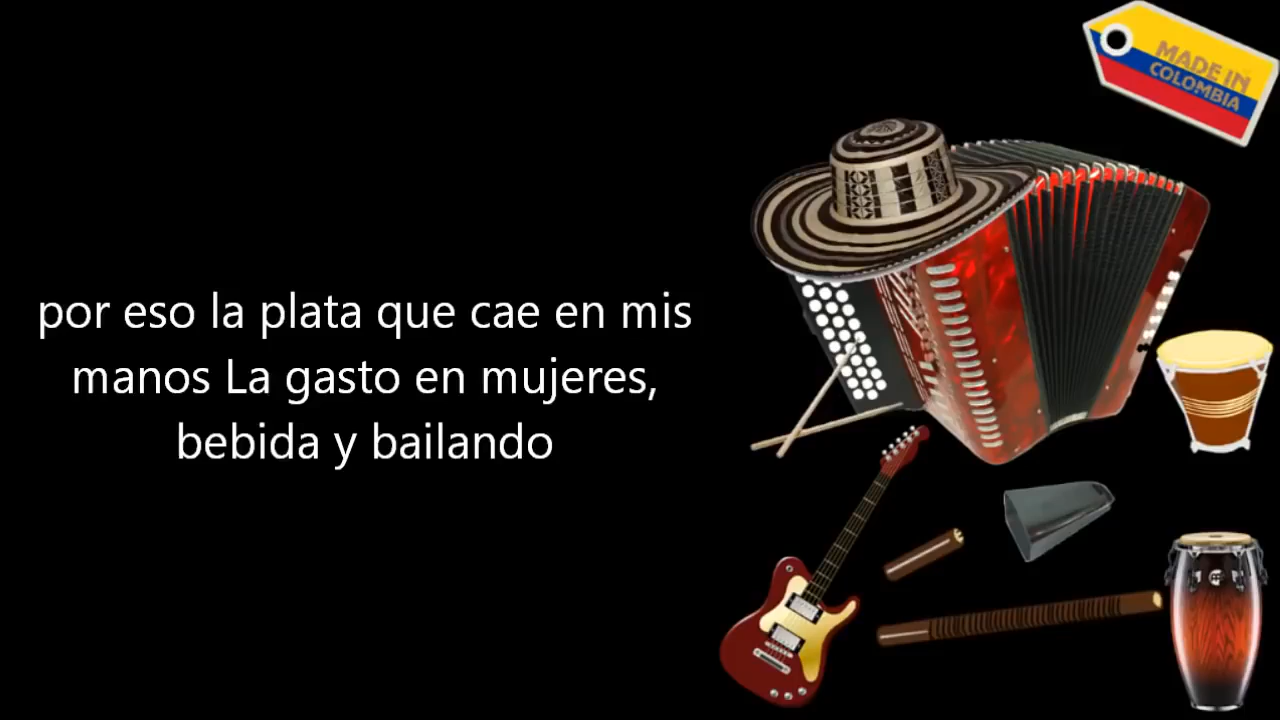 MADE IN
COLOMBIA
por eso la plata que cae en mis
manos La gasto en mujeres,
bebida y bailando